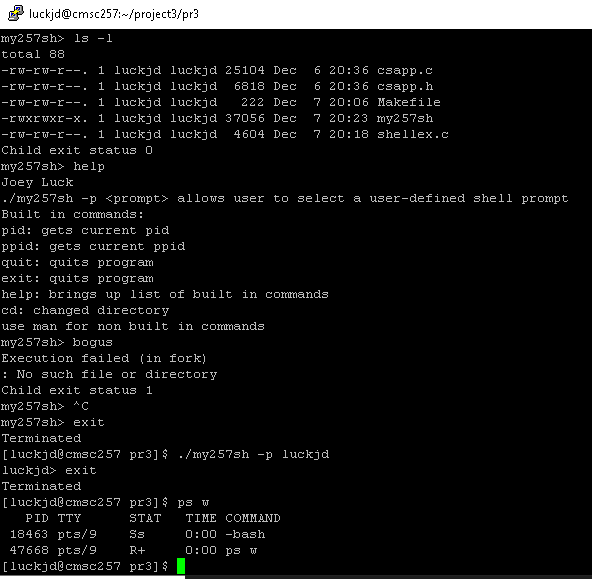 luckjd@cmsc257:~/project3/pr3
my257sh> ls -l
total 88
-rw-rw-r--. 1 luckjd luckjd 25104 Dec  6 20:36 csapp.c
-rw-rw-r--. 1 luckjd luckjd  6818 Dec  6 20:36 csapp.h
-rw-rw-r--. 1 luckjd luckjd   222 Dec  7 20:06 Makefile
-rwxrwxr-x. 1 luckjd luckjd 37056 Dec  7 20:23 my257sh
-rw-rw-r--. 1 luckjd luckjd  4604 Dec  7 20:18 shellex.c
Child exit status 0
my257sh> help
Joey Luck
./my257sh -p <prompt> allows user to select a user-defined shell prompt
Built in commands:
pid: gets current pid
ppid: gets current ppid
quit: quits program
exit: quits program
help: brings up list of built in commands
cd: changed directory
use man for non built in commands
my257sh> bogus
Execution failed (in fork)
: No such file or directory
Child exit status 1
my257sh> ^C
my257sh> exit
Terminated
[luckjd@cmsc257 pr3]$ ./my257sh -p luckjd
luckjd> exit
Terminated
[luckjd@cmsc257 pr3]$ ps w
   PID TTY      STAT   TIME COMMAND
 18463 pts/9    Ss     0:00 -bash
 47668 pts/9    R+     0:00 ps w
[luckjd@cmsc257 pr3]$